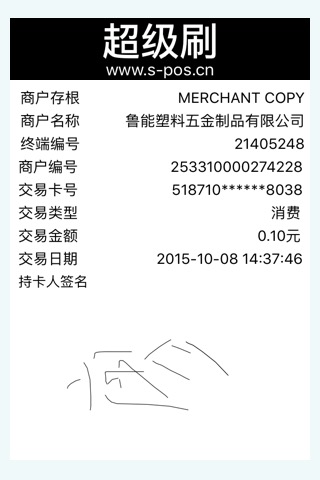 超级刷
www.s-pos.cn
商户存根 MERCHANT COPY
商户名称 鲁能塑料五金制品有限公司
终端编号 21405248
商户编号 253310000274228
交易卡号 518710******8038
交易类型 消费
交易金额 0.10元
交易日期 2015-10-08 14:37:46
持卡人签名